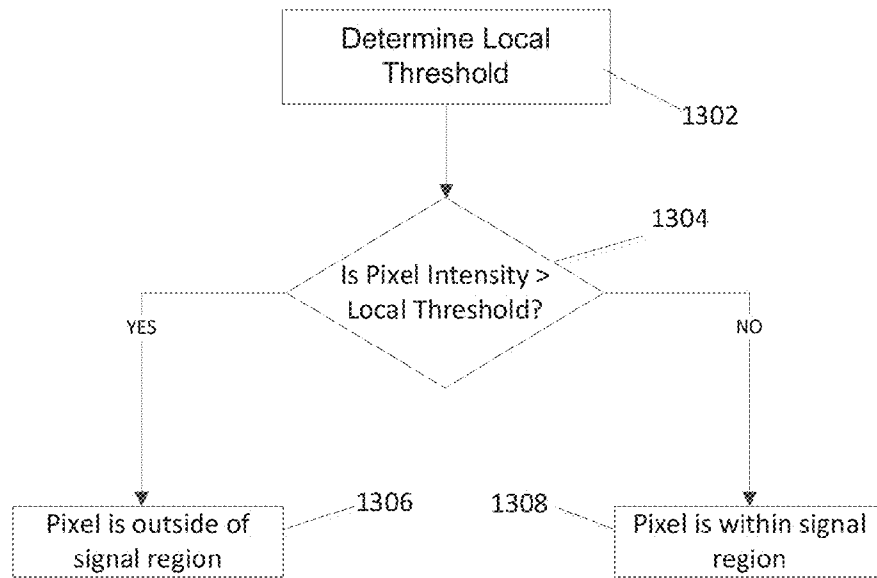 Determine Local
Threshold
1302
1304
Is Pixel Intensity >
Local Threshold?
YES
NO
1306
1308
Pixel is outside of
signal region
Pixel is within signal
region